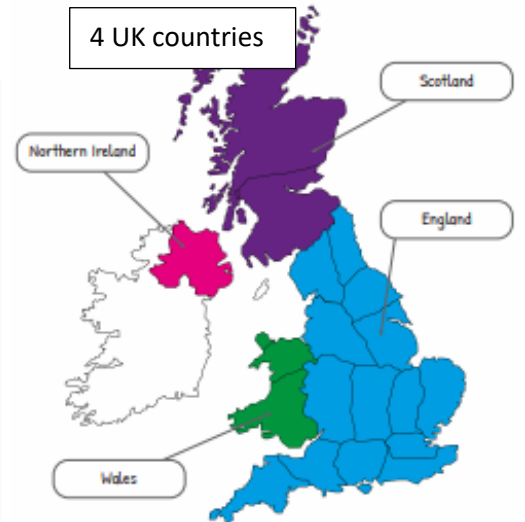 4 UK countries
Scotland
Northern Ireland
England
Wales